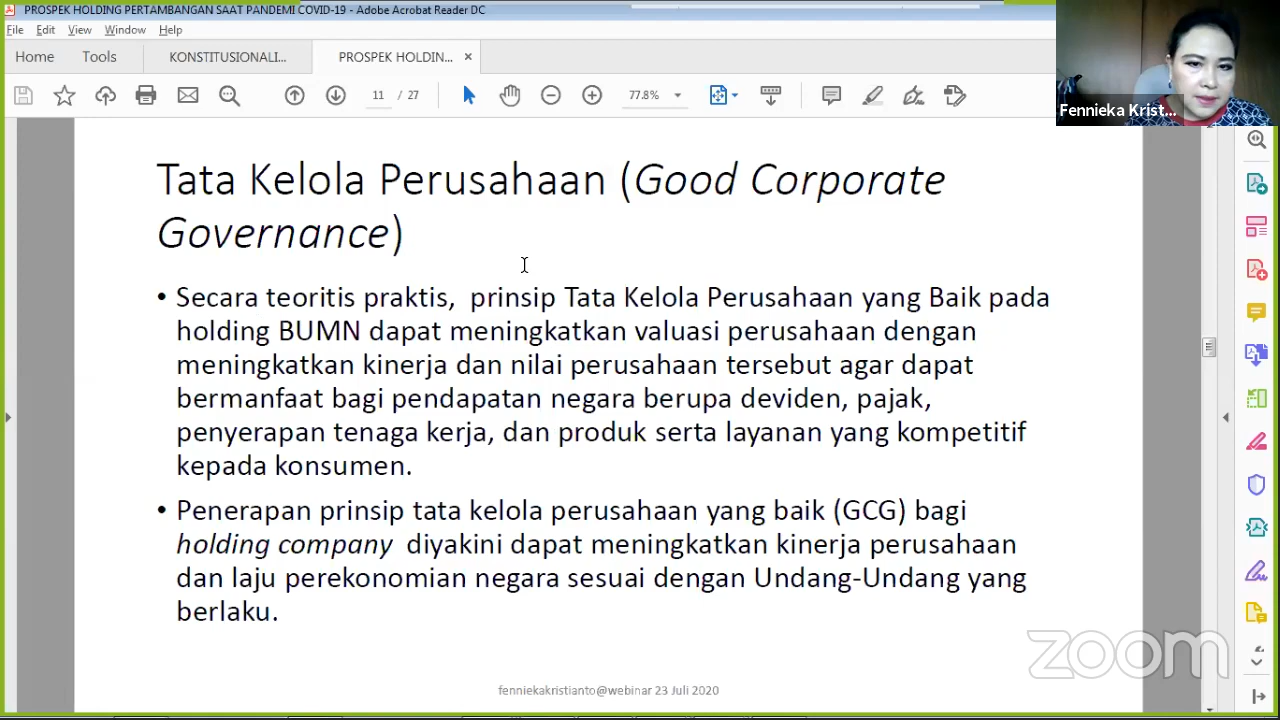 PROSPEK HOLDING PERTAMBANGAN SAAT PANDEMI COVID-19 - Adobe Acrobat Reader DC
File Edit View Window Help
Home Tools KONSTITUSIONALI... PROSPEK HOLDIN... ×
11 / 27 77.8%
Fennieka Krist...
Tata Kelola Perusahaan (Good Corporate
Governance)
• Secara teoritis praktis, prinsip Tata Kelola Perusahaan yang Baik pada
holding BUMN dapat meningkatkan valuasi perusahaan dengan
meningkatkan kinerja dan nilai perusahaan tersebut agar dapat
bermanfaat bagi pendapatan negara berupa deviden, pajak,
penyerapan tenaga kerja, dan produk serta layanan yang kompetitif
kepada konsumen.
• Penerapan prinsip tata kelola perusahaan yang baik (GCG) bagi
holding company diyakini dapat meningkatkan kinerja perusahaan
dan laju perekonomian negara sesuai dengan Undang-Undang yang
berlaku.
zoom
fenniekakristianto@webinar 23 Juli 2020